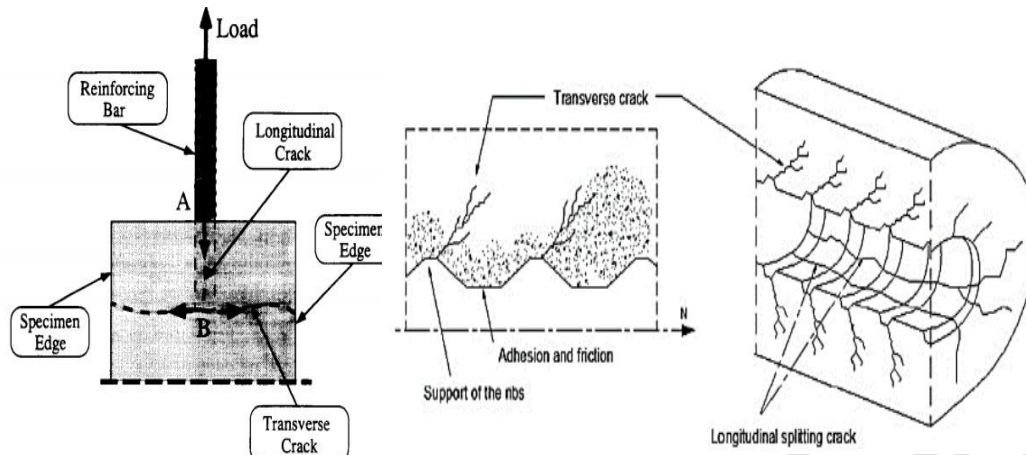 Load
Reinforcing
Bar
Longitudinal
Crack
A
Specimen
Edge
Specimen
Edge
B
Transverse
Crack
Transverse crack
N
Adhesion and friction
Support of the ribs
Longitudinal splitting crack